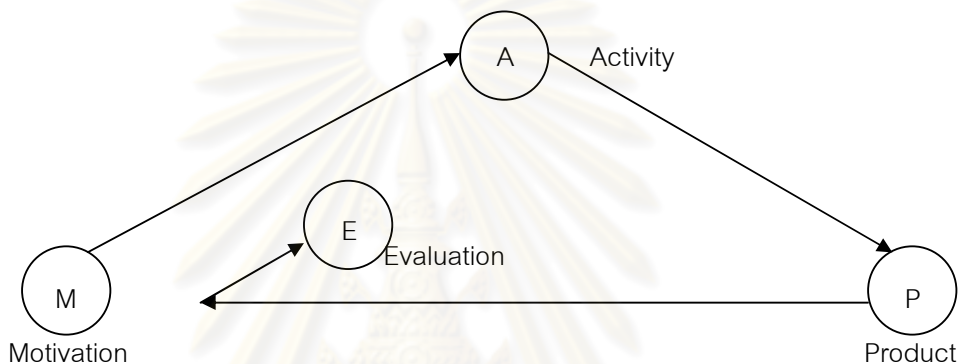 A
Activity
E
Evaluation
M
P
Motivation
Product